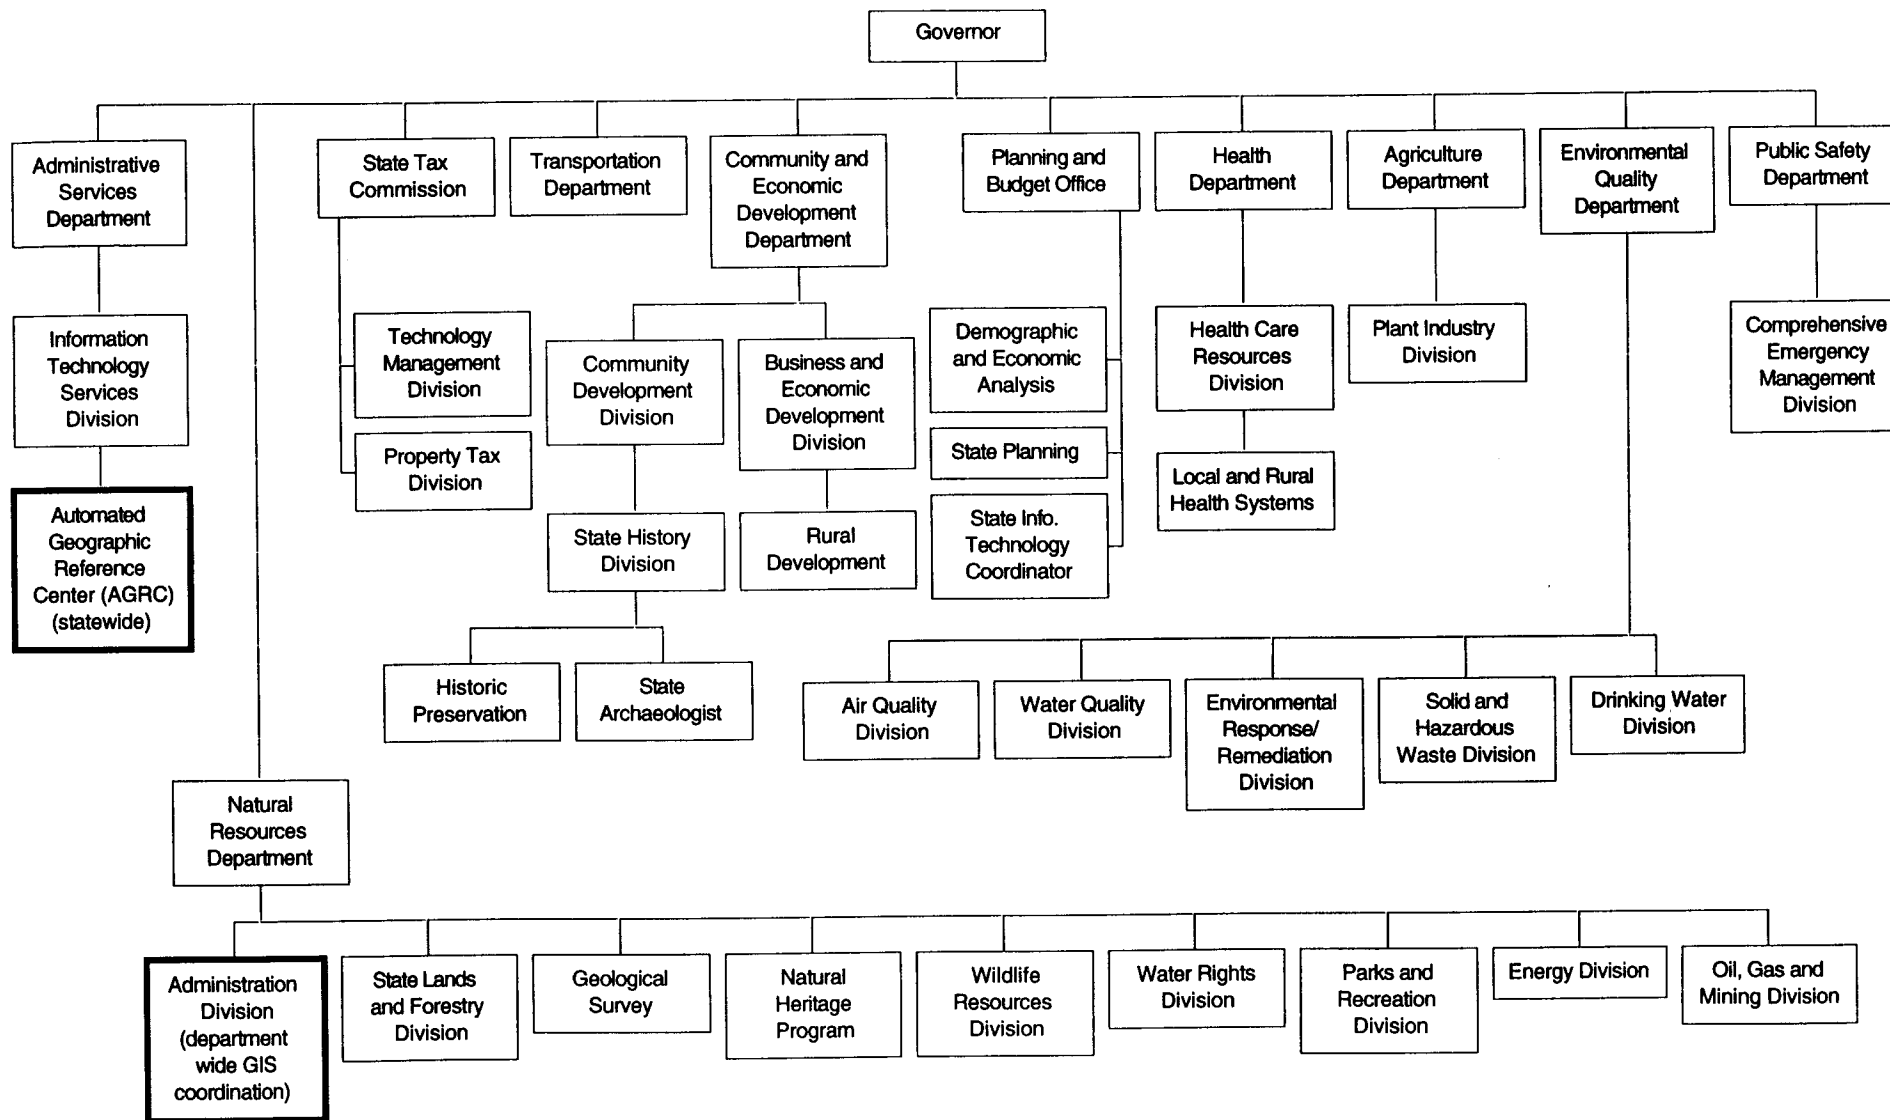 Governor
Administrative
Services
Department
State Tax
Commission
Transportation
Department
Community and
Economic
Development
Department
Planning and
Budget Office
Health
Department
Agriculture
Department
Environmental
Quality
Department
Public Safety
Department
Information
Technology
Services
Division
Technology
Management
Division
Property Tax
Division
Community
Development
Division
Business and
Economic
Development
Division
Demographic
and Economic
Analysis
State Planning
State Info.
Technology
Coordinator
Health Care
Resources
Division
Local and Rural
Health Systems
Plant Industry
Division
Comprehensive
Emergency
Management
Division
Automated
Geographic
Reference
Center (AGRC)
(statewide)
State History
Division
Rural
Development
Historic
Preservation
State
Archaeologist
Air Quality
Division
Water Quality
Division
Environmental
Response/
Remediation
Division
Solid and
Hazardous
Waste Division
Drinking Water
Division
Natural
Resources
Department
Administration
Division
(department
wide GIS
coordination)
State Lands
and Forestry
Division
Geological
Survey
Natural
Heritage
Program
Wildlife
Resources
Division
Water Rights
Division
Parks and
Recreation
Division
Energy Division
Oil, Gas and
Mining Division